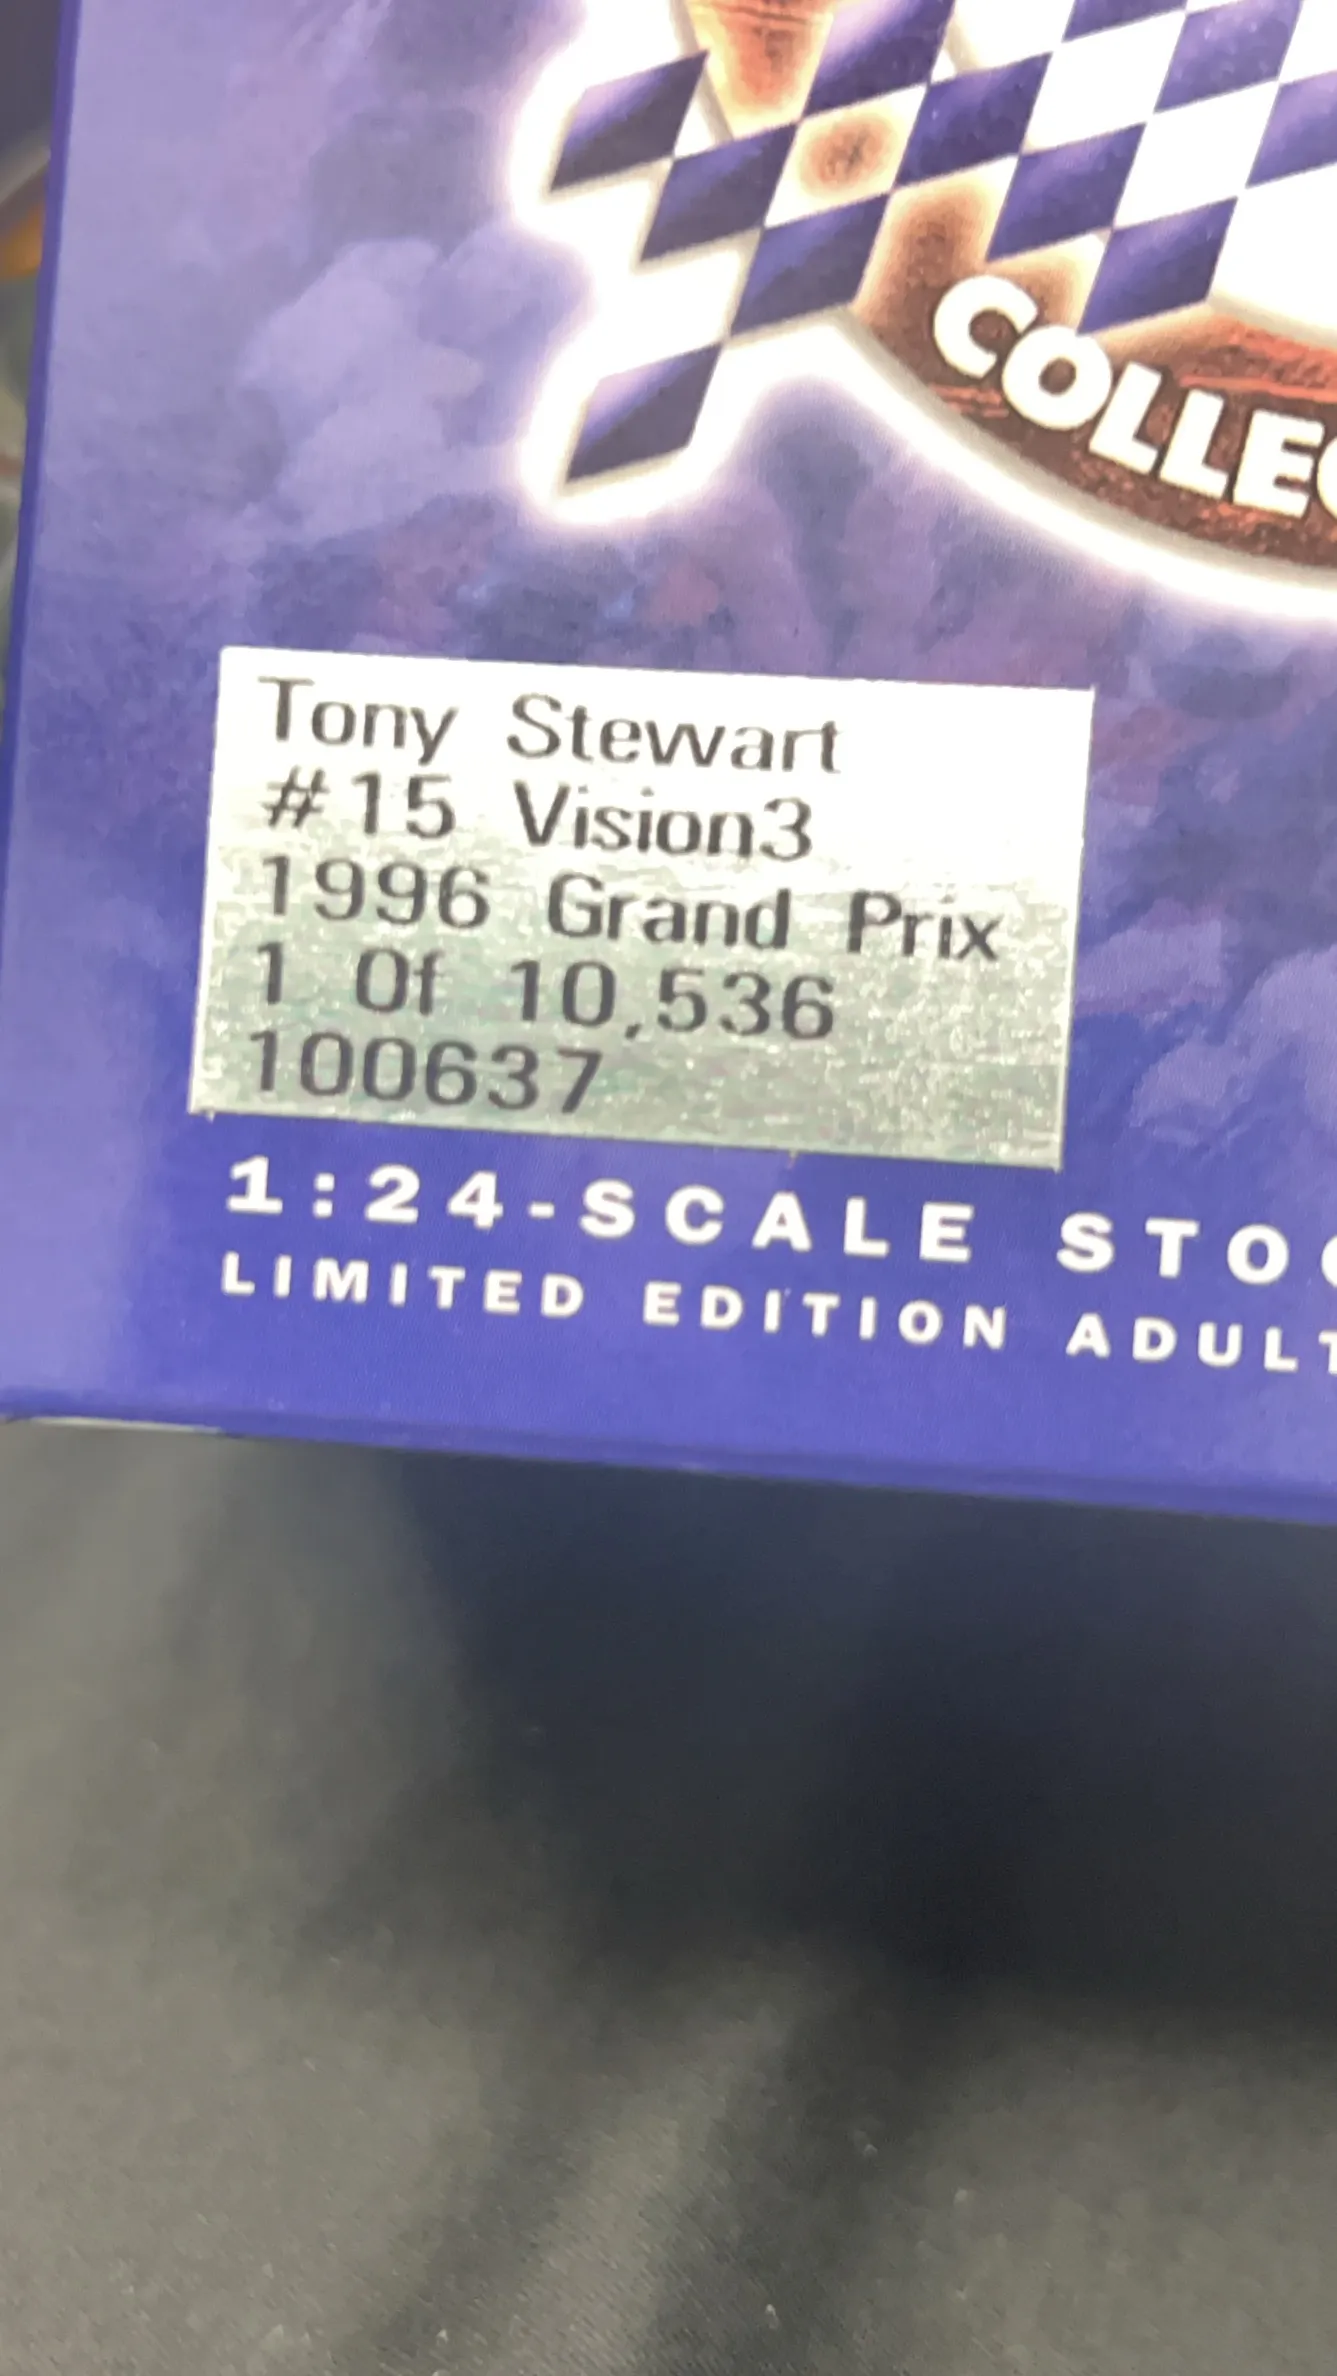 COLLE
Tony Stewart
#15 Vision3
1996 Grand Prix
1 Of 10,536
100637
1:24-SCALE STO
LIMITED EDITION ADULT